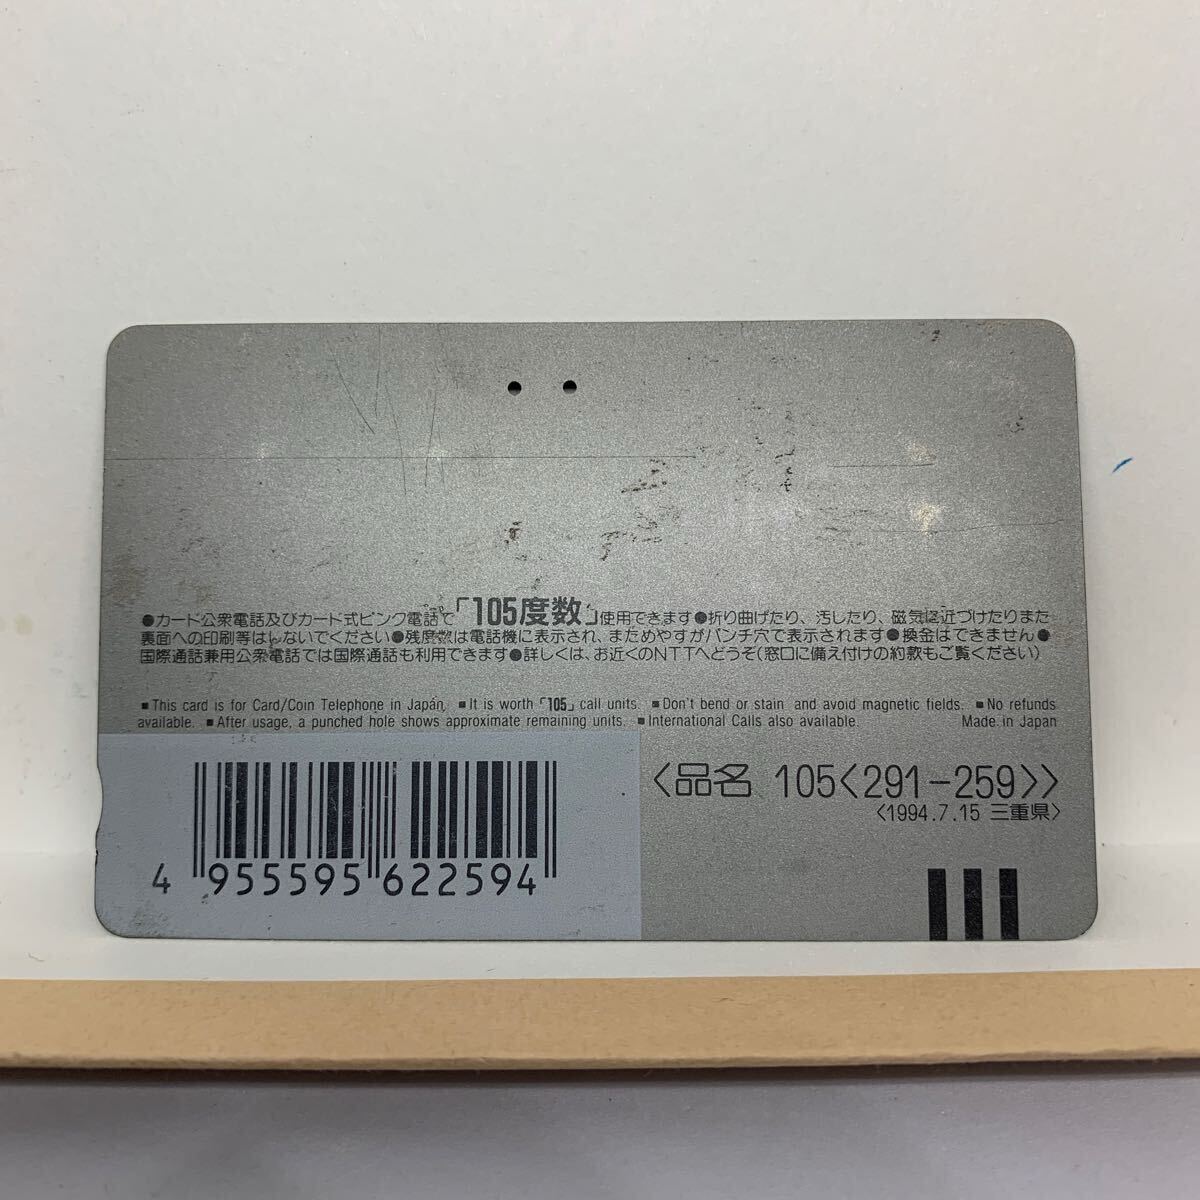 ●カード公衆電話及びカード式ピンク電話で「105度数」使用できます●折り曲げたり、汚したり、磁気に近づけたりまた
裏面への印刷等はしないでください●残度数は電話機に表示され、まためやすがパンチ穴で表示されます●換金はできません●
国際通話兼用公衆電話では国際通話も利用できます●詳しくは、お近くのNTTへどうぞ(窓口に備え付けの約款もご覧ください)
■This card is for Card/Coin Telephone in Japan. ■It is worth「105」call units. ■Don't bend or stain and avoid magnetic fields. ■No refunds
available. ■After usage, a punched hole shows approximate remaining units. ■International Calls also available. Made in Japan
〈品名 105〈291-259〉〉
〈1994.7.15 三重県〉
4 955595 622594